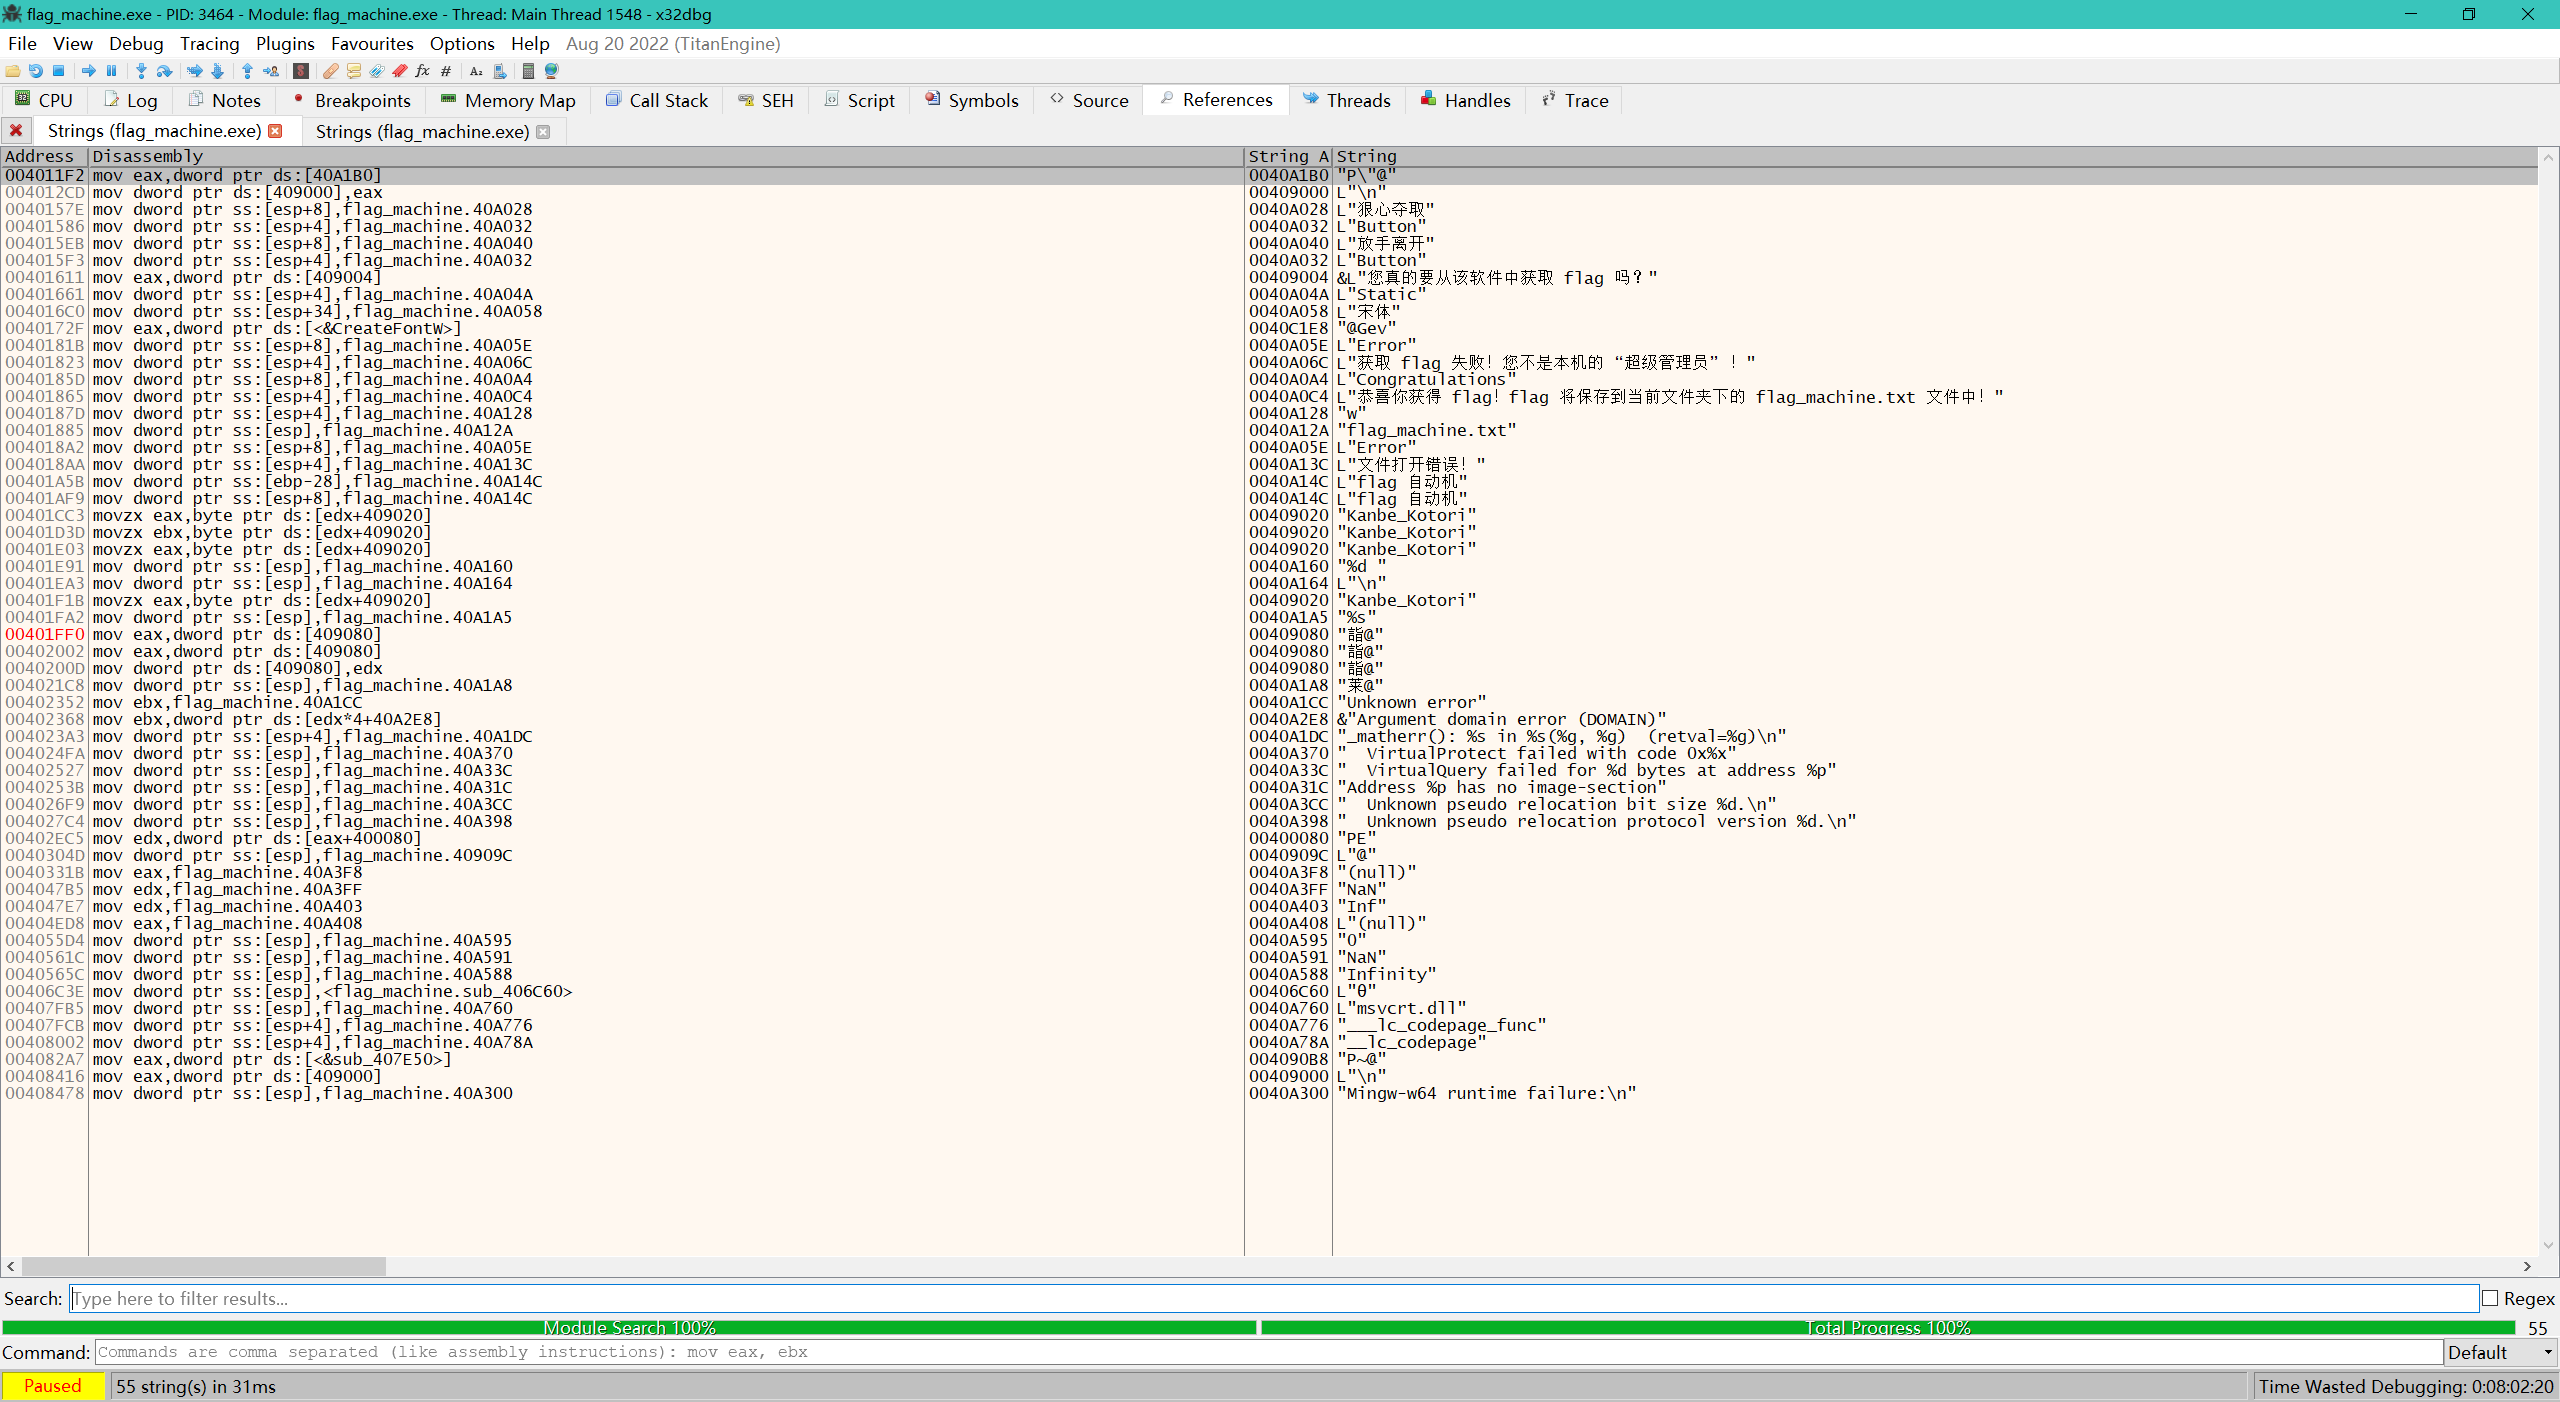 flag_machine.exe - PID: 3464 - Module: flag_machine.exe - Thread: Main Thread 1548 - x32dbg
File View Debug Tracing Plugins Favourites Options Help Aug 20 2022 (TitanEngine)
CPU Log Notes Breakpoints Memory Map Call Stack SEH Script Symbols Source References Threads Handles Trace
Strings (flag_machine.exe) Strings (flag_machine.exe)
Address Disassembly String A String
004011F2 mov eax,dword ptr ds:[40A1B0] 0040A1B0 "P\"@"
004012CD mov dword ptr ds:[409000],eax 00409000 L"\n"
0040157E mov dword ptr ss:[esp+8],flag_machine.40A028 0040A028 L"狠心夺取"
00401586 mov dword ptr ss:[esp+4],flag_machine.40A032 0040A032 L"Button"
004015EB mov dword ptr ss:[esp+8],flag_machine.40A040 0040A040 L"放手离开"
004015F3 mov dword ptr ss:[esp+4],flag_machine.40A032 0040A032 L"Button"
00401611 mov eax,dword ptr ds:[409004] 00409004 &L"您真的要从该软件中获取 flag 吗？"
00401661 mov dword ptr ss:[esp+4],flag_machine.40A04A 0040A04A L"Static"
004016C0 mov dword ptr ss:[esp+34],flag_machine.40A058 0040A058 L"宋体"
0040172F mov eax,dword ptr ds:[<&CreateFontW>] 0040C1E8 "@Gev"
0040181B mov dword ptr ss:[esp+8],flag_machine.40A05E 0040A05E L"Error"
00401823 mov dword ptr ss:[esp+4],flag_machine.40A06C 0040A06C L"获取 flag 失败！您不是本机的“超级管理员”！"
0040185D mov dword ptr ss:[esp+8],flag_machine.40A0A4 0040A0A4 L"Congratulations"
00401865 mov dword ptr ss:[esp+4],flag_machine.40A0C4 0040A0C4 L"恭喜你获得 flag！flag 将保存到当前文件夹下的 flag_machine.txt 文件中！"
0040187D mov dword ptr ss:[esp+4],flag_machine.40A128 0040A128 "w"
00401885 mov dword ptr ss:[esp],flag_machine.40A12A 0040A12A "flag_machine.txt"
004018A2 mov dword ptr ss:[esp+8],flag_machine.40A05E 0040A05E L"Error"
004018AA mov dword ptr ss:[esp+4],flag_machine.40A13C 0040A13C L"文件打开错误！"
00401A5B mov dword ptr ss:[ebp-28],flag_machine.40A14C 0040A14C L"flag 自动机"
00401AF9 mov dword ptr ss:[esp+8],flag_machine.40A14C 0040A14C L"flag 自动机"
00401CC3 movzx eax,byte ptr ds:[edx+409020] 00409020 "Kanbe_Kotori"
00401D3D movzx ebx,byte ptr ds:[edx+409020] 00409020 "Kanbe_Kotori"
00401E03 movzx eax,byte ptr ds:[edx+409020] 00409020 "Kanbe_Kotori"
00401E91 mov dword ptr ss:[esp],flag_machine.40A160 0040A160 "%d "
00401EA3 mov dword ptr ss:[esp],flag_machine.40A164 0040A164 L"\n"
00401F1B movzx eax,byte ptr ds:[edx+409020] 00409020 "Kanbe_Kotori"
00401FA2 mov dword ptr ss:[esp],flag_machine.40A1A5 0040A1A5 "%s"
00401FF0 mov eax,dword ptr ds:[409080] 00409080 "詣@"
00402002 mov eax,dword ptr ds:[409080] 00409080 "詣@"
0040200D mov dword ptr ds:[409080],edx 00409080 "詣@"
004021C8 mov dword ptr ss:[esp],flag_machine.40A1A8 0040A1A8 "莱@"
00402352 mov ebx,flag_machine.40A1CC 0040A1CC "Unknown error"
00402368 mov ebx,dword ptr ds:[edx*4+40A2E8] 0040A2E8 &"Argument domain error (DOMAIN)"
004023A3 mov dword ptr ss:[esp+4],flag_machine.40A1DC 0040A1DC "_matherr(): %s in %s(%g, %g)  (retval=%g)\n"
004024FA mov dword ptr ss:[esp],flag_machine.40A370 0040A370 "  VirtualProtect failed with code 0x%x"
00402527 mov dword ptr ss:[esp],flag_machine.40A33C 0040A33C "  VirtualQuery failed for %d bytes at address %p"
0040253B mov dword ptr ss:[esp],flag_machine.40A31C 0040A31C "Address %p has no image-section"
004026F9 mov dword ptr ss:[esp],flag_machine.40A3CC 0040A3CC "  Unknown pseudo relocation bit size %d.\n"
004027C4 mov dword ptr ss:[esp],flag_machine.40A398 0040A398 "  Unknown pseudo relocation protocol version %d.\n"
00402EC5 mov edx,dword ptr ds:[eax+400080] 00400080 "PE"
0040304D mov dword ptr ss:[esp],flag_machine.40909C 0040909C L"@"
0040331B mov eax,flag_machine.40A3F8 0040A3F8 "(null)"
004047B5 mov edx,flag_machine.40A3FF 0040A3FF "NaN"
004047E7 mov edx,flag_machine.40A403 0040A403 "Inf"
00404ED8 mov eax,flag_machine.40A408 0040A408 L"(null)"
004055D4 mov dword ptr ss:[esp],flag_machine.40A595 0040A595 "0"
0040561C mov dword ptr ss:[esp],flag_machine.40A591 0040A591 "NaN"
0040565C mov dword ptr ss:[esp],flag_machine.40A588 0040A588 "Infinity"
00406C3E mov dword ptr ss:[esp],<flag_machine.sub_406C60> 00406C60 L"θ"
00407FB5 mov dword ptr ss:[esp],flag_machine.40A760 0040A760 L"msvcrt.dll"
00407FCB mov dword ptr ss:[esp+4],flag_machine.40A776 0040A776 "___lc_codepage_func"
00408002 mov dword ptr ss:[esp+4],flag_machine.40A78A 0040A78A "__lc_codepage"
004082A7 mov eax,dword ptr ds:[<&sub_407E50>] 004090B8 "P~@"
00408416 mov eax,dword ptr ds:[409000] 00409000 L"\n"
00408478 mov dword ptr ss:[esp],flag_machine.40A300 0040A300 "Mingw-w64 runtime failure:\n"
Search: Type here to filter results... Regex
Module Search 100% Total Progress 100% 55
Command: Commands are comma separated (like assembly instructions): mov eax, ebx Default
Paused 55 string(s) in 31ms Time Wasted Debugging: 0:08:02:20